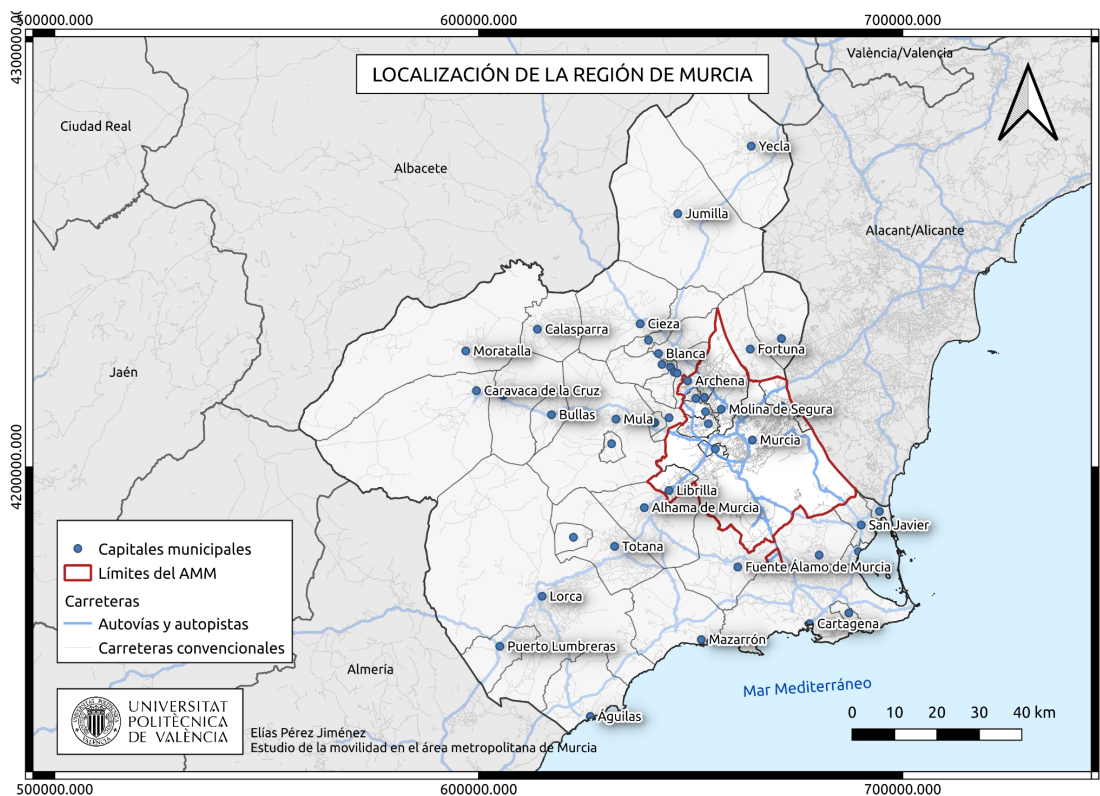 500000.000
600000.000
700000.000
4300000.000
LOCALIZACIÓN DE LA REGIÓN DE MURCIA
València/Valencia
Ciudad Real
Albacete
Yecla
Jumilla
Alacant/Alicante
Calasparra
Cieza
Moratalla
Blanca
Fortuna
Jaén
Caravaca de la Cruz
Archena
Bullas
Mula
Molina de Segura
Murcia
4200000.000
Librilla
Alhama de Murcia
San Javier
Totana
Fuente Álamo de Murcia
Lorca
Cartagena
Mazarrón
Puerto Lumbreras
Almería
Águilas
Mar Mediterráneo
Capitales municipales
Límites del AMM
Carreteras
Autovías y autopistas
Carreteras convencionales
UNIVERSITAT
POLITÈCNICA
DE VALÈNCIA
Elías Pérez Jiménez
Estudio de la movilidad en el área metropolitana de Murcia
0 10 20 30 40 km
500000.000
600000.000
700000.000